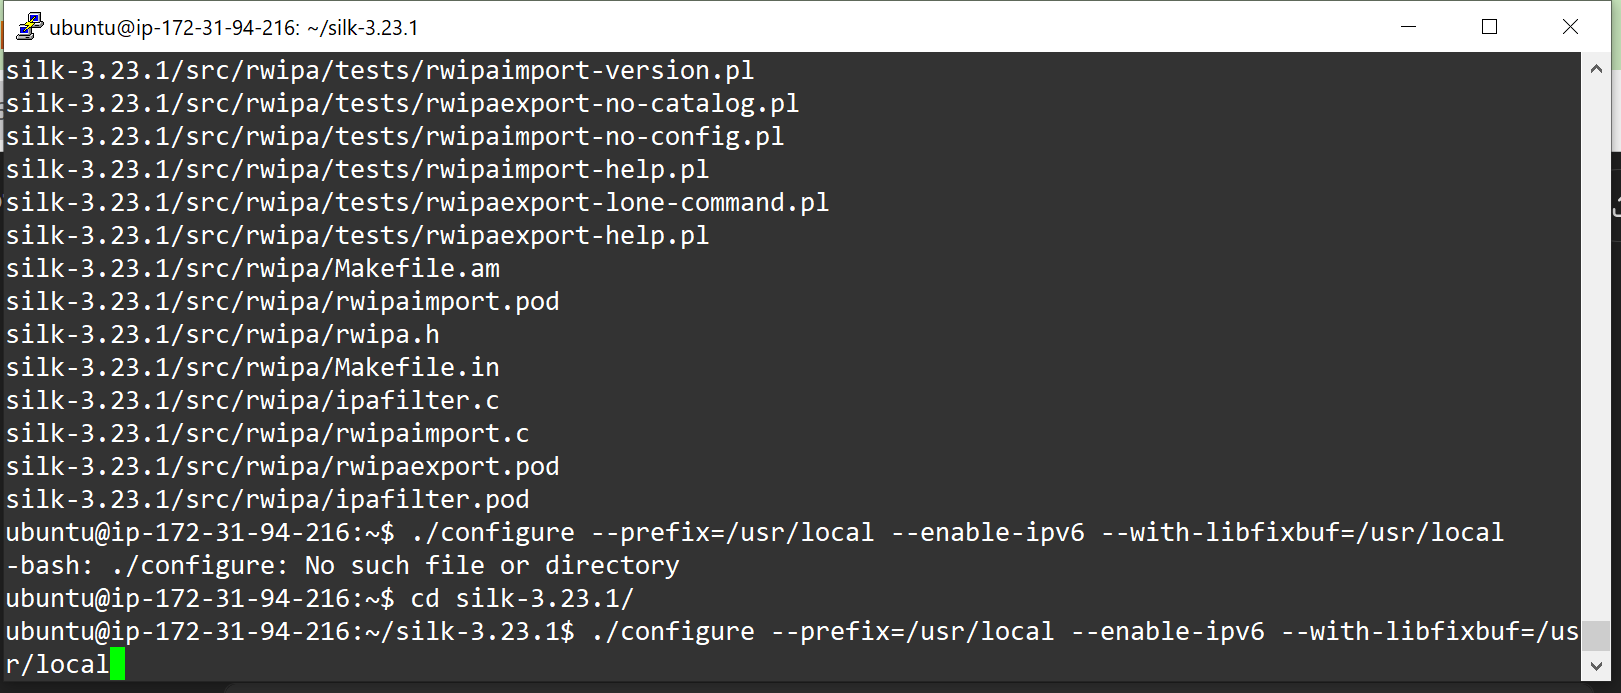 ubuntu@ip-172-31-94-216: ~/silk-3.23.1
silk-3.23.1/src/rwipa/tests/rwipaimport-version.pl
silk-3.23.1/src/rwipa/tests/rwipaexport-no-catalog.pl
silk-3.23.1/src/rwipa/tests/rwipaimport-no-config.pl
silk-3.23.1/src/rwipa/tests/rwipaimport-help.pl
silk-3.23.1/src/rwipa/tests/rwipaexport-lone-command.pl
silk-3.23.1/src/rwipa/tests/rwipaexport-help.pl
silk-3.23.1/src/rwipa/Makefile.am
silk-3.23.1/src/rwipa/rwipaimport.pod
silk-3.23.1/src/rwipa/rwipa.h
silk-3.23.1/src/rwipa/Makefile.in
silk-3.23.1/src/rwipa/ipafilter.c
silk-3.23.1/src/rwipa/rwipaimport.c
silk-3.23.1/src/rwipa/rwipaexport.pod
silk-3.23.1/src/rwipa/ipafilter.pod
ubuntu@ip-172-31-94-216:~$ ./configure --prefix=/usr/local --enable-ipv6 --with-libfixbuf=/usr/local
-bash: ./configure: No such file or directory
ubuntu@ip-172-31-94-216:~$ cd silk-3.23.1/
ubuntu@ip-172-31-94-216:~/silk-3.23.1$ ./configure --prefix=/usr/local --enable-ipv6 --with-libfixbuf=/us
r/local